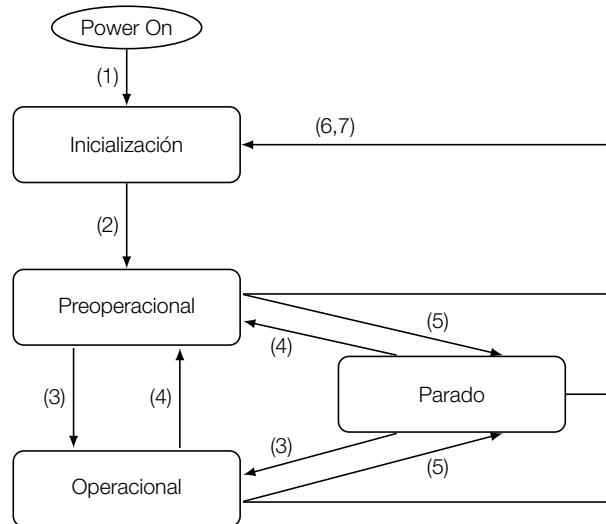 Power On
(1)
(6,7)
Inicialización
(2)
Preoperacional
(5)
(4)
(3)
(4)
Parado
(3)
(5)
Operacional